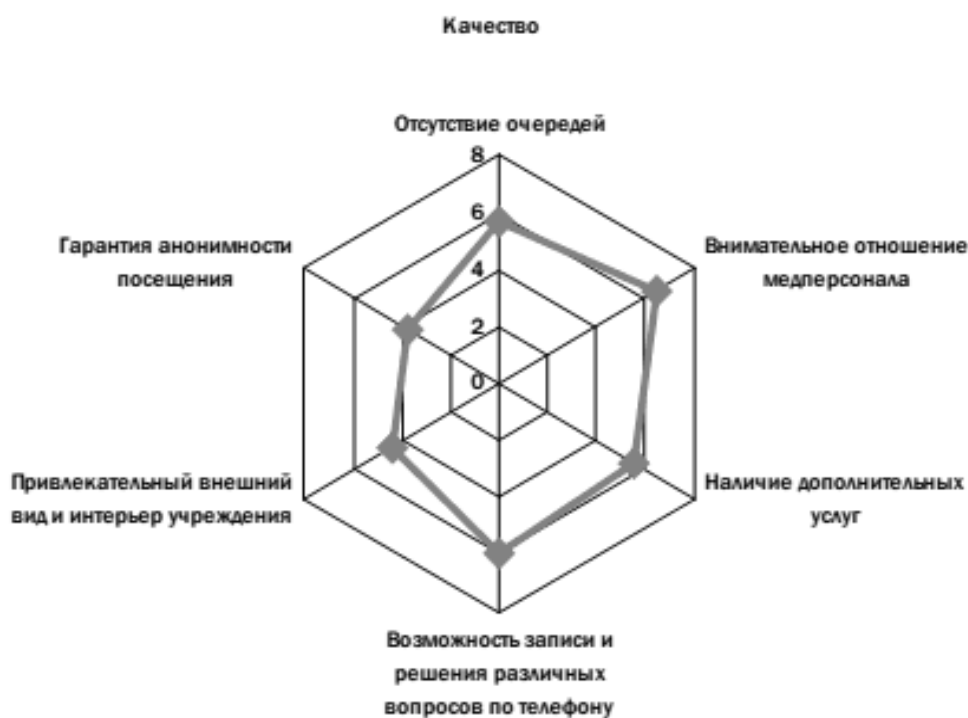 Качество
Отсутствие очередей
8
Гарантия анонимности
посещения
6
Внимательное отношение
медперсонала
4
2
0
Привлекательный внешний
вид и интерьер учреждения
Наличие дополнительных
услуг
Возможность записи и
решения различных
вопросов по телефону